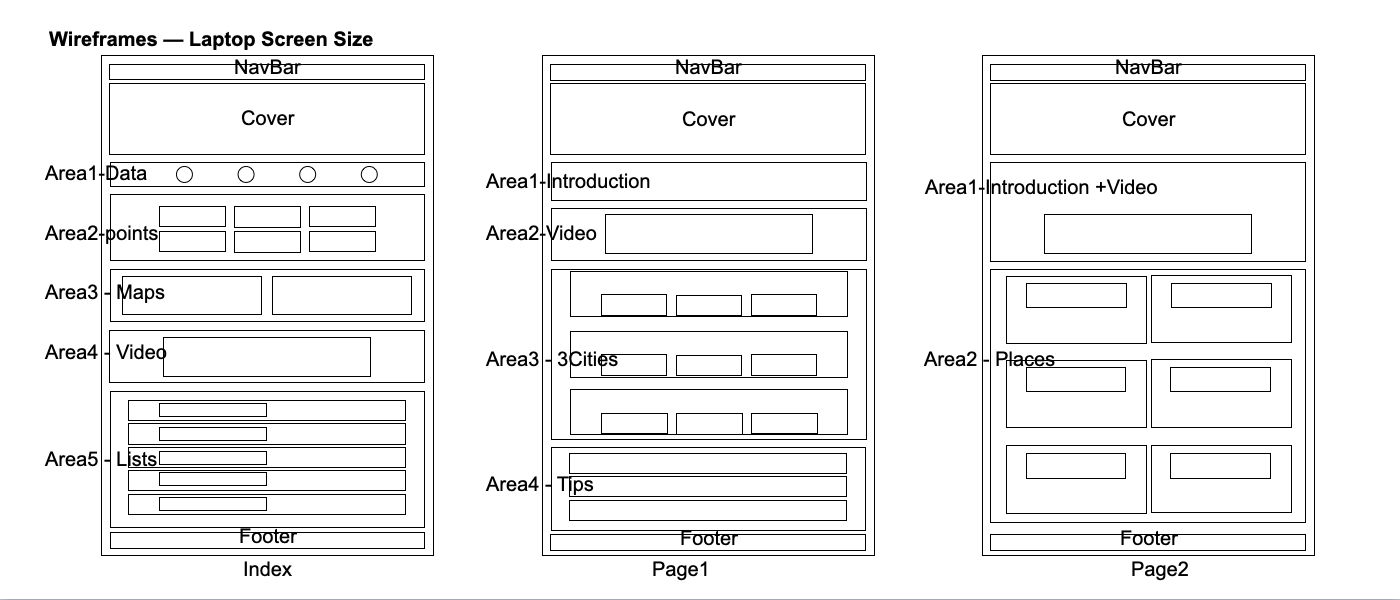 Wireframes — Laptop Screen Size
NavBar
Cover
Area1-Data
Area2-points
Area3 - Maps
Area4 - Video
Area5 - Lists
Footer
Index
NavBar
Cover
Area1-Introduction
Area2-Video
Area3 - 3Cities
Area4 - Tips
Footer
Page1
NavBar
Cover
Area1-Introduction +Video
Area2 - Places
Footer
Page2